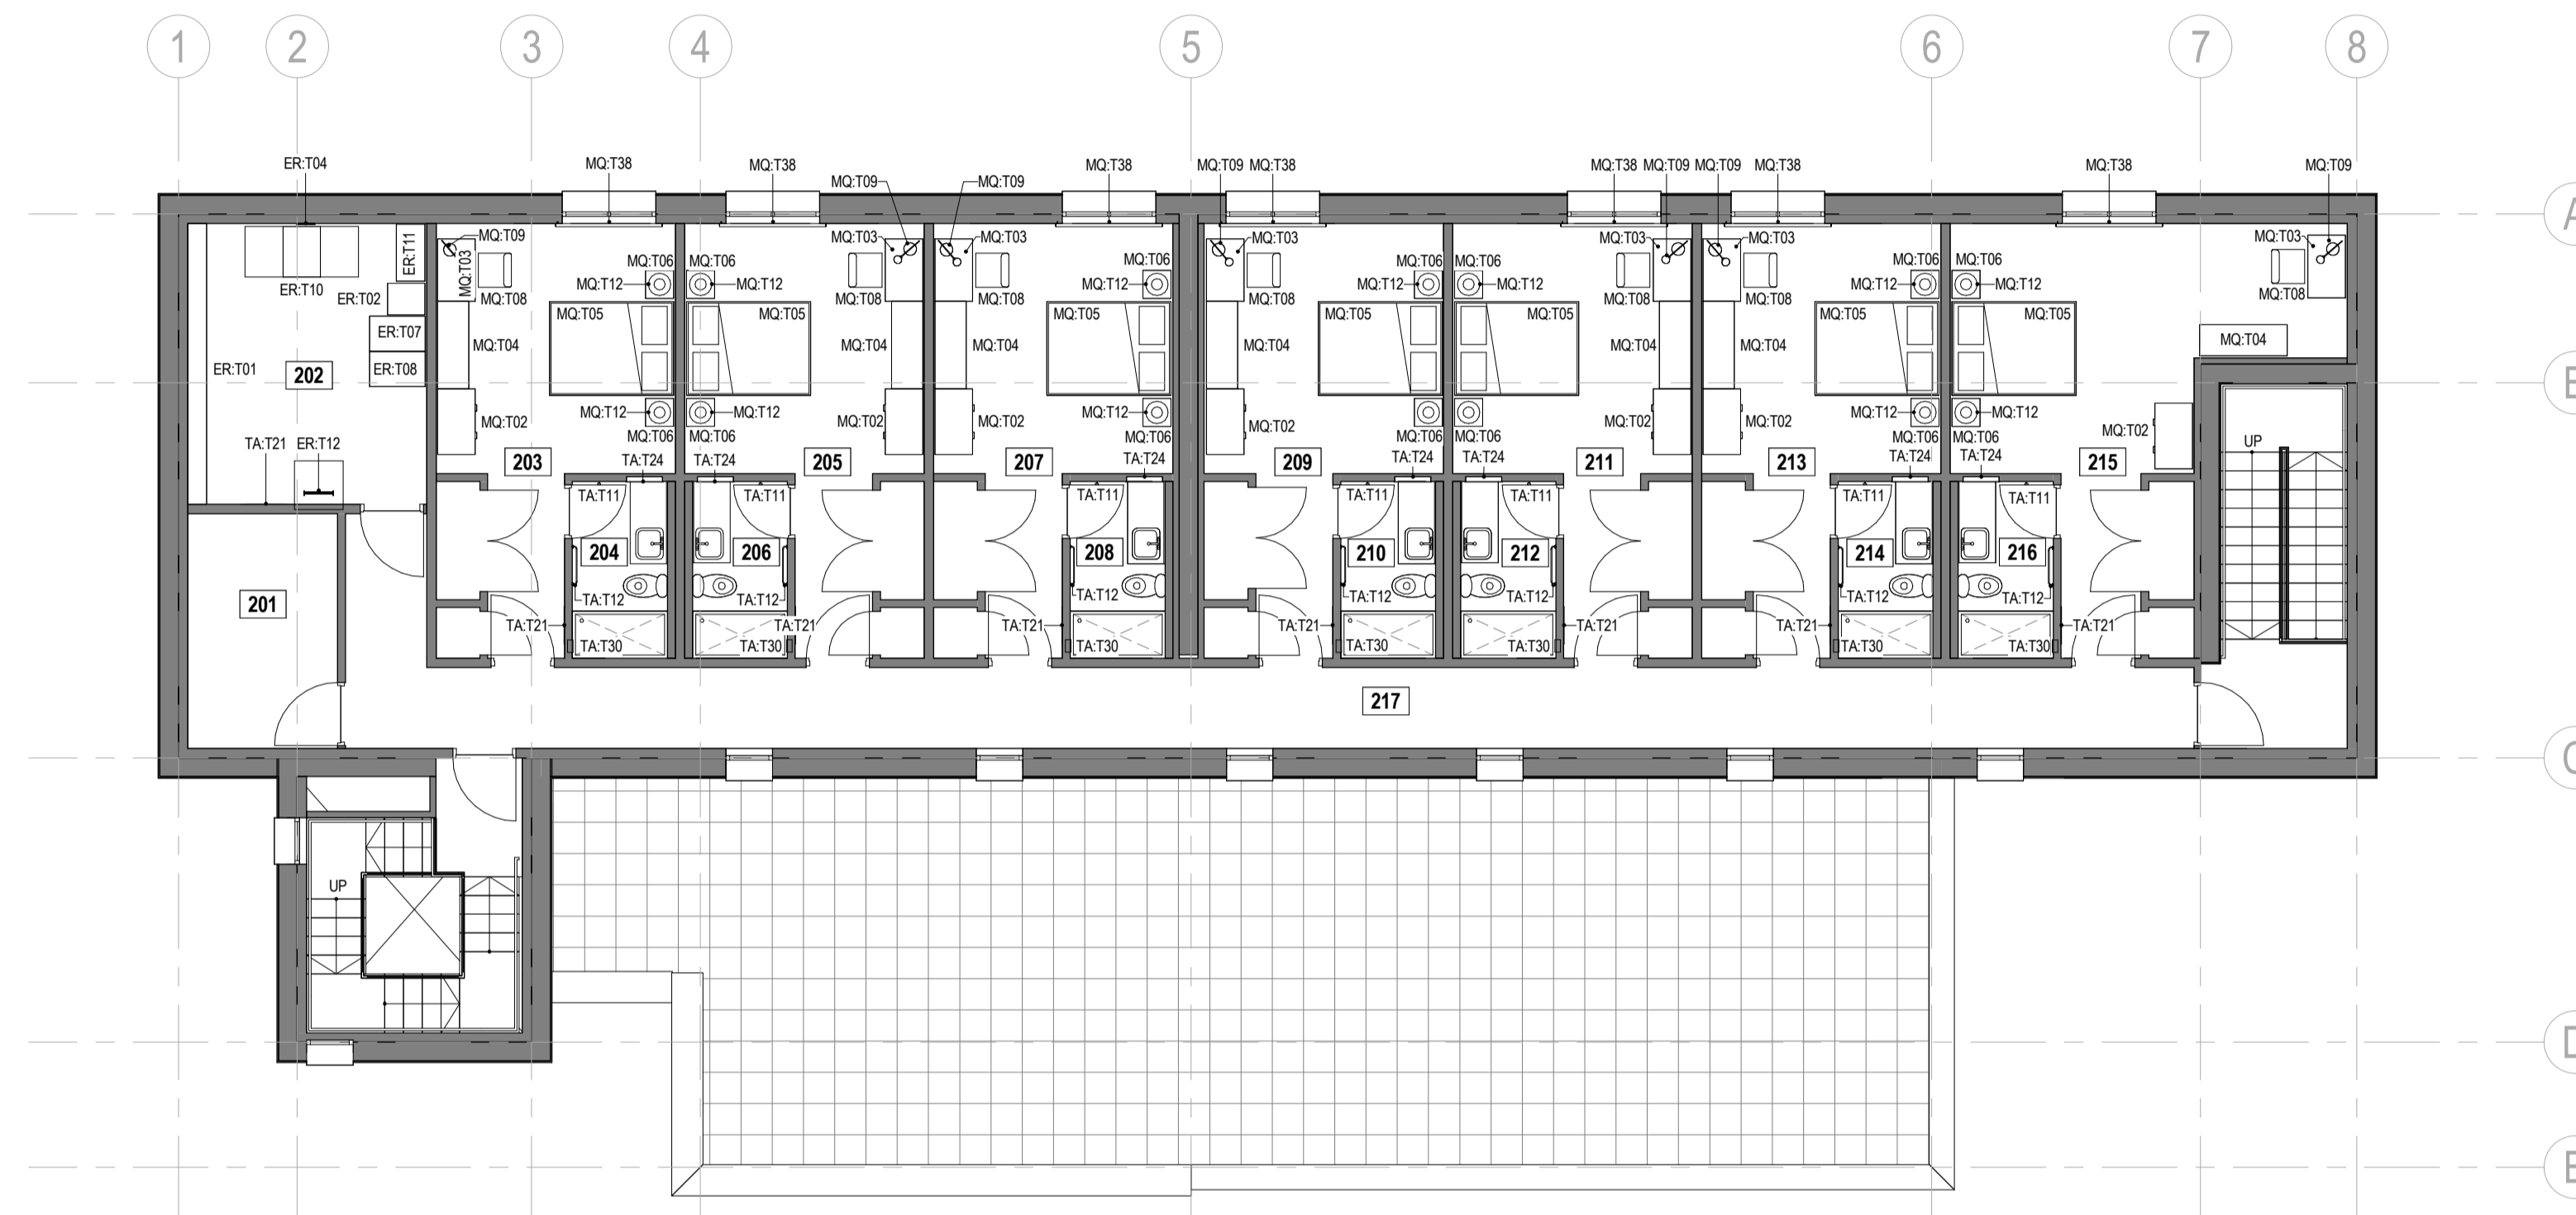 1 2 3 4 5 6 7 8
ER:T04 MQ:T38 MQ:T38 MQ:T38 MQ:T09 MQ:T38 MQ:T38 MQ:T09 MQ:T09 MQ:T38 MQ:T38 MQ:T09
MQ:T09 MQ:T09
A
ER:T11 MQ:T09 MQ:T03 MQ:T03 MQ:T03 MQ:T03 MQ:T03 MQ:T03
MQ:T03 MQ:T06 MQ:T06 MQ:T06 MQ:T06 MQ:T06 MQ:T06 MQ:T06
ER:T10 MQ:T12 MQ:T12 MQ:T12 MQ:T12 MQ:T12 MQ:T12 MQ:T12
ER:T02 MQ:T08 MQ:T08 MQ:T08 MQ:T08 MQ:T08 MQ:T08 MQ:T08
MQ:T05 MQ:T05 MQ:T05 MQ:T05 MQ:T05 MQ:T05 MQ:T05
ER:T07
MQ:T04 MQ:T04 MQ:T04 MQ:T04 MQ:T04 MQ:T04 MQ:T04
ER:T01 202 ER:T08
MQ:T12 MQ:T12 MQ:T12 MQ:T12 MQ:T12 MQ:T12 MQ:T12
MQ:T02 MQ:T02 MQ:T02 MQ:T02 MQ:T02 MQ:T02 MQ:T02
MQ:T06 MQ:T06 MQ:T06 MQ:T06 MQ:T06 MQ:T06 MQ:T06
TA:T21 ER:T12 UP
203 TA:T24 TA:T24 205 207 TA:T24 209 TA:T24 TA:T24 211 213 TA:T24 TA:T24 215
TA:T11 TA:T11 TA:T11 TA:T11 TA:T11 TA:T11 TA:T11
204 206 208 210 212 214 216
201 TA:T12 TA:T12 TA:T12 TA:T12 TA:T12 TA:T12 TA:T12
TA:T21 TA:T21 TA:T21 TA:T21 TA:T21 TA:T21 TA:T21
TA:T30 TA:T30 TA:T30 TA:T30 TA:T30 TA:T30 TA:T30
217
UP